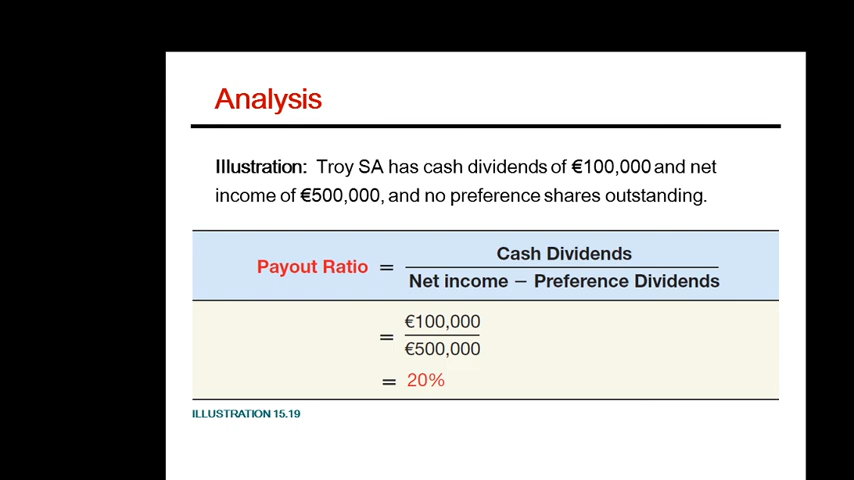 Analysis
Illustration: Troy SA has cash dividends of €100,000 and net
income of €500,000, and no preference shares outstanding.
Payout Ratio = Cash Dividends
Net income − Preference Dividends
= €100,000
€500,000
= 20%
ILLUSTRATION 15.19